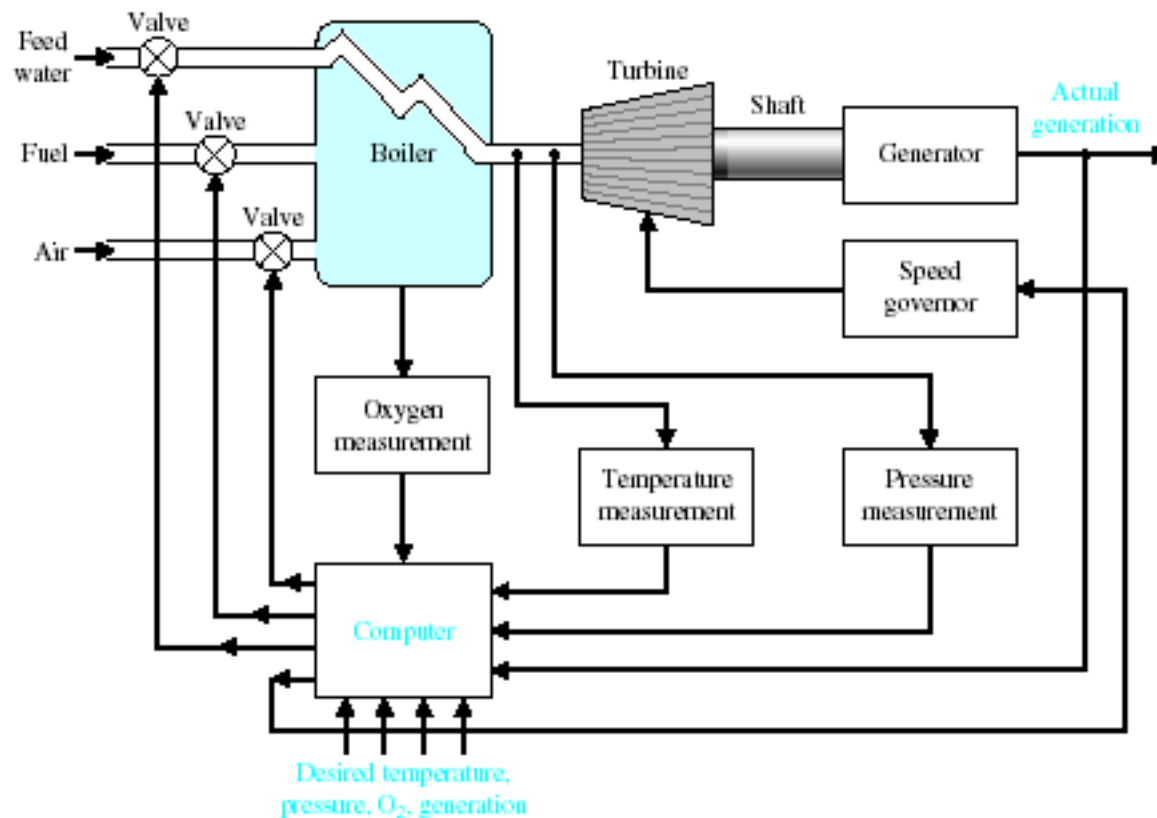 Valve
Feed
water
Valve
Fuel
Valve
Air
Boiler
Turbine
Shaft
Generator
Actual
generation
Speed
governor
Oxygen
measurement
Temperature
measurement
Pressure
measurement
Computer
Desired temperature,
pressure, O₂, generation